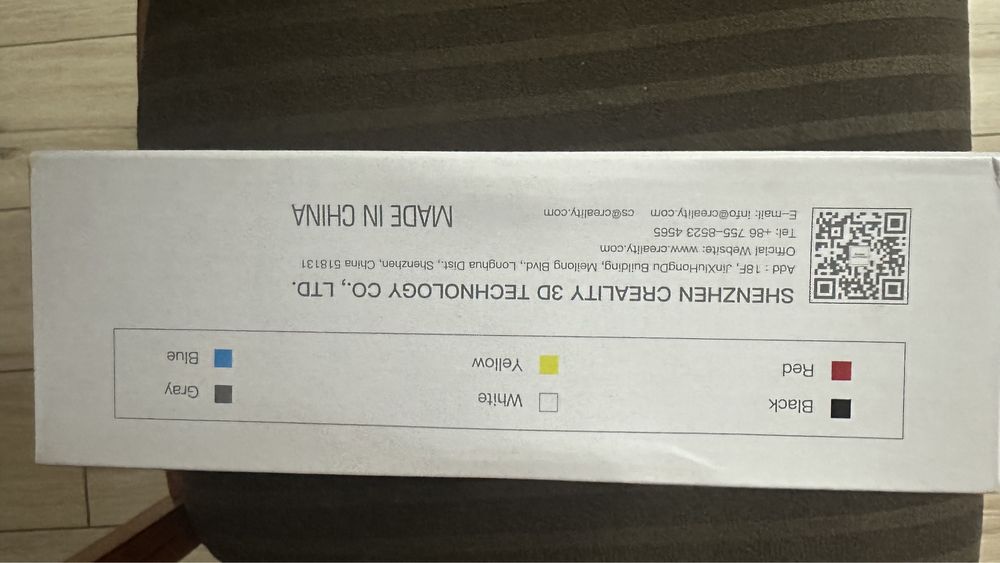 Black White Gray
Red Yellow Blue
SHENZHEN CREALITY 3D TECHNOLOGY CO., LTD.
Add : 18F, JinXiuHongDu Building, Meilong Blvd., Longhua Dist., Shenzhen, China 518131
Official Website: www.creality.com
Tel: +86 755–8523 4565
E–mail: info@creality.com cs@creality.com MADE IN CHINA